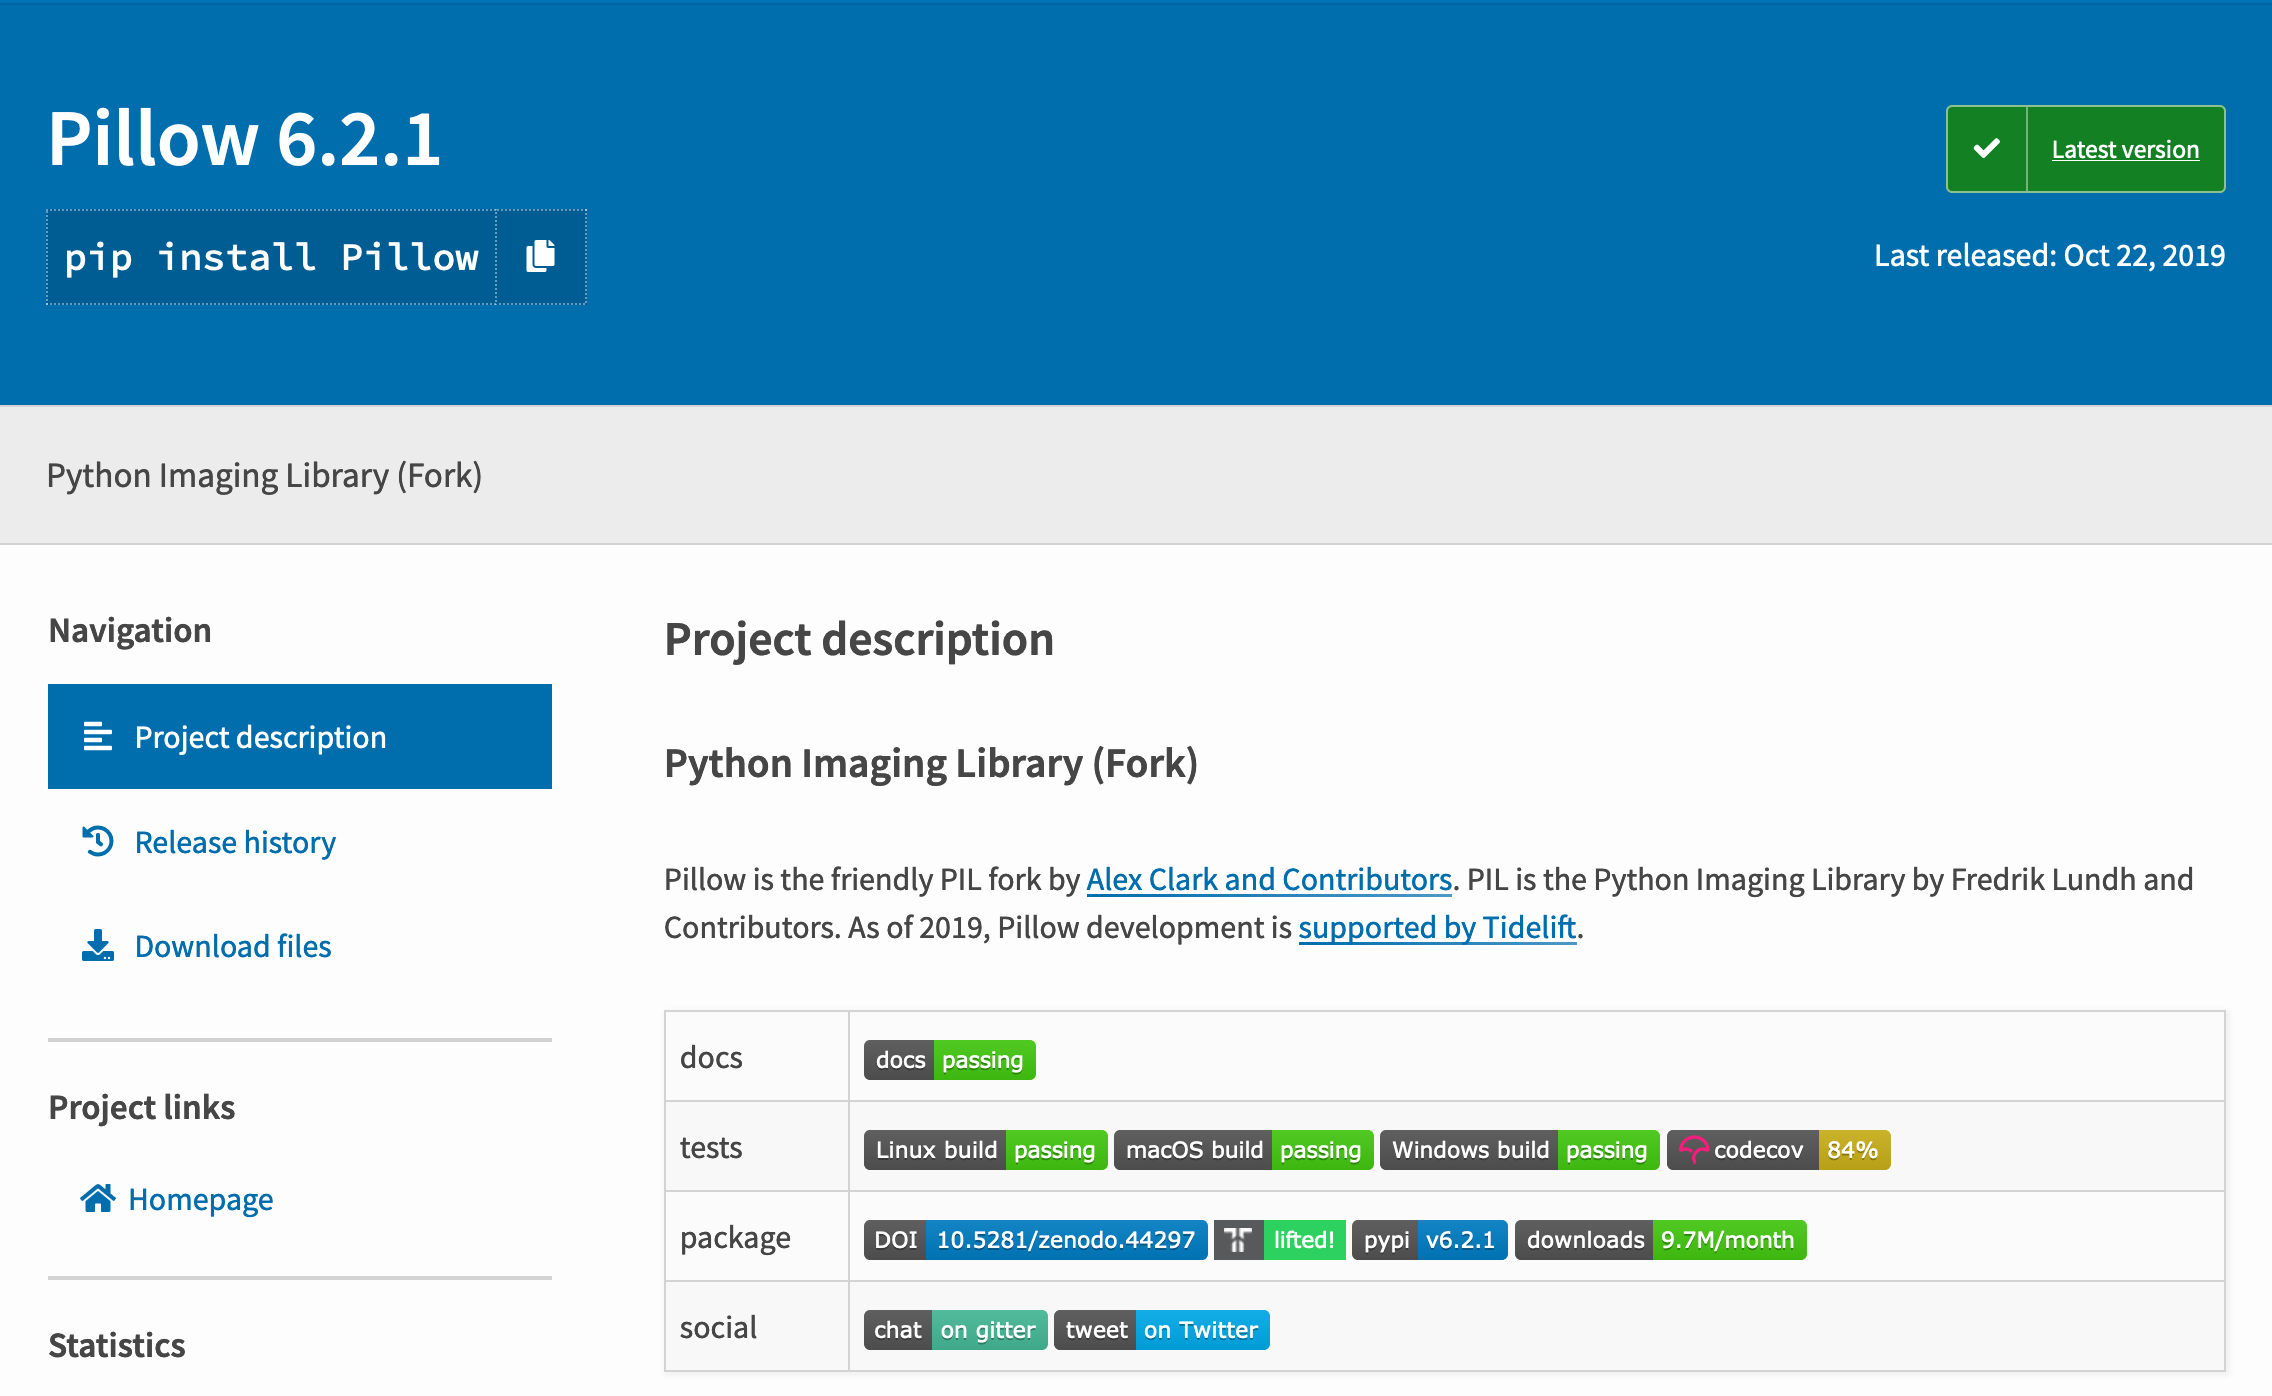 Pillow 6.2.1
Latest version
pip install Pillow
Last released: Oct 22, 2019
Python Imaging Library (Fork)
Navigation
Project description
Release history
Download files
Project links
Homepage
Statistics
Project description
Python Imaging Library (Fork)
Pillow is the friendly PIL fork by Alex Clark and Contributors. PIL is the Python Imaging Library by Fredrik Lundh and
Contributors. As of 2019, Pillow development is supported by Tidelift.
docs docs passing
tests Linux build passing macOS build passing Windows build passing codecov 84%
package DOI 10.5281/zenodo.44297 lifted! pypi v6.2.1 downloads 9.7M/month
social chat on gitter tweet on Twitter